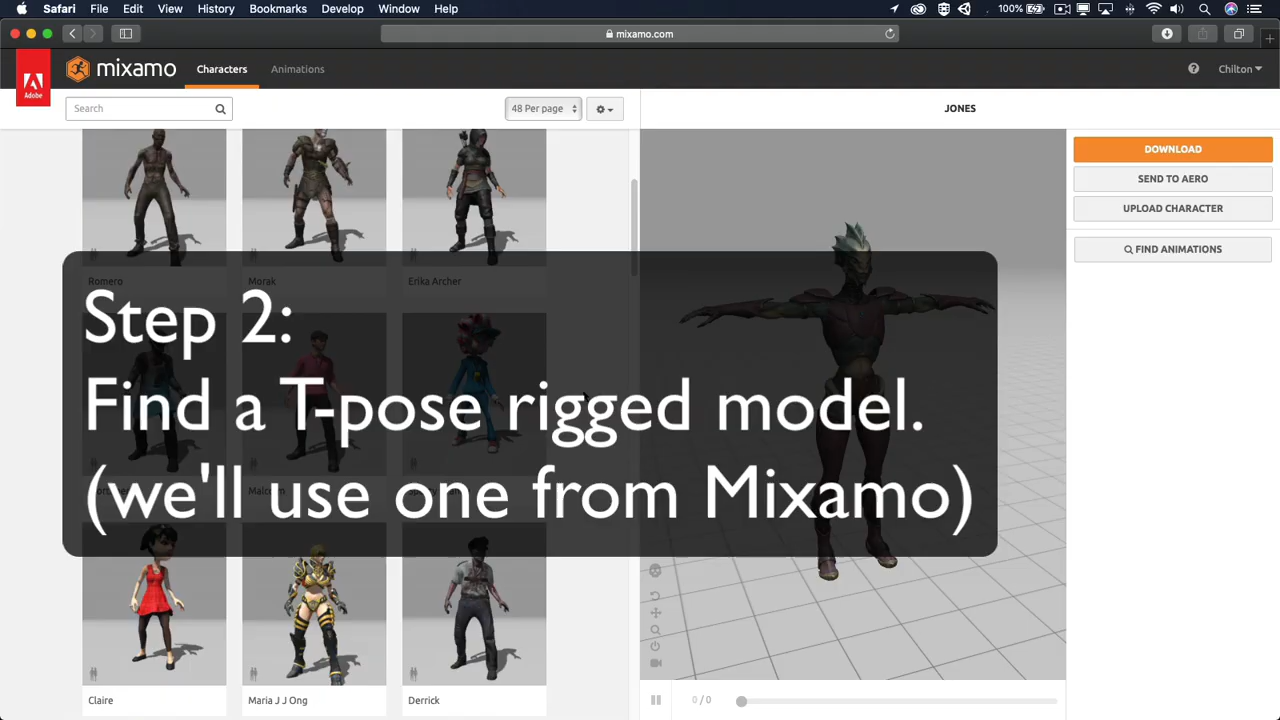 Safari File Edit View History Bookmarks Develop Window Help 100%
mixamo.com
Adobe
mixamo Characters Animations Chilton
Search 48 Per page JONES
DOWNLOAD
SEND TO AERO
UPLOAD CHARACTER
FIND ANIMATIONS
Romero Morak Erika Archer
Step 2:
Find a T-pose rigged model.
(we'll use one from Mixamo)
Malcolm
Claire Maria J J Ong Derrick
0 / 0